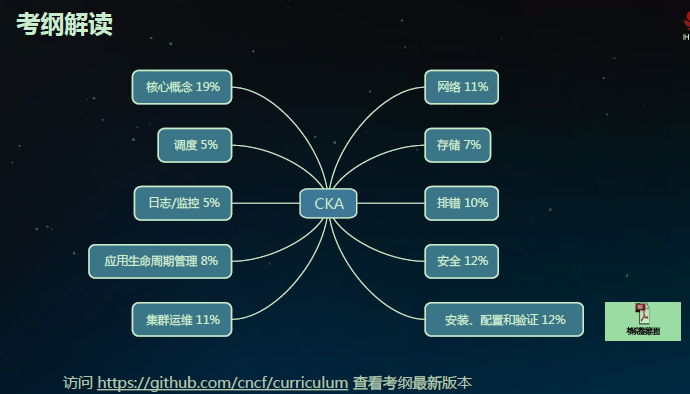 考纲解读
核心概念 19%
调度 5%
日志/监控 5%
应用生命周期管理 8%
集群运维 11%
CKA
网络 11%
存储 7%
排错 10%
安全 12%
安装、配置和验证 12%
访问 https://github.com/cncf/curriculum 查看考纲最新版本